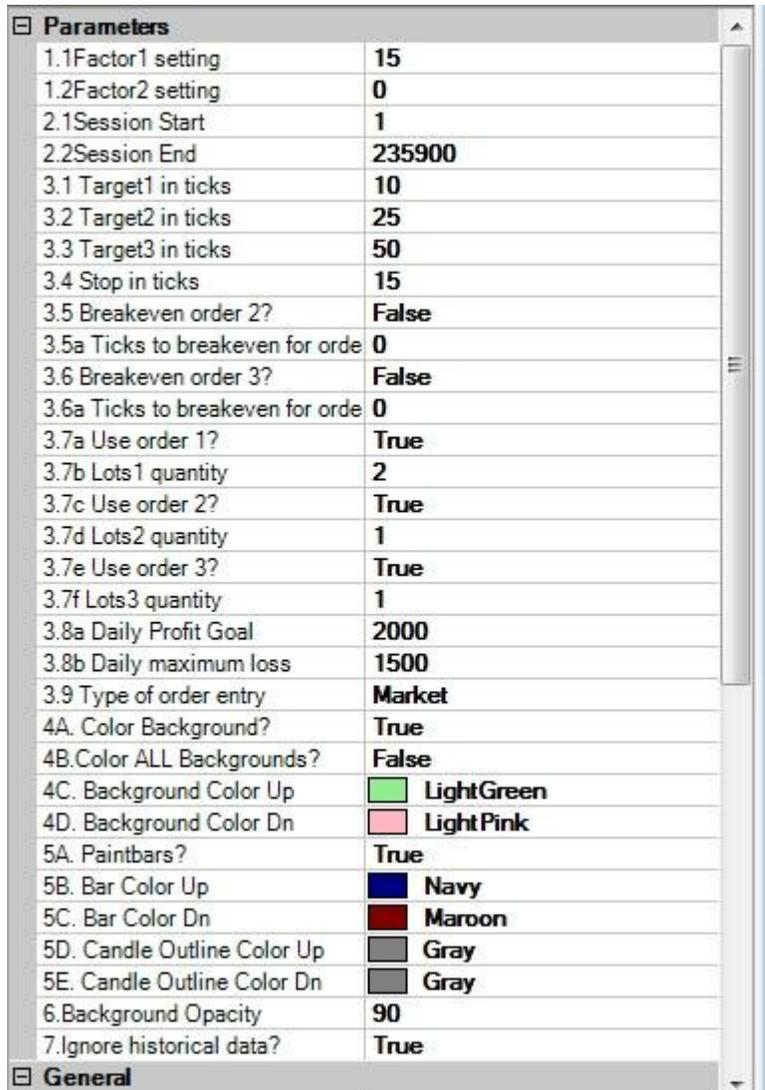 Parameters
1.1Factor1 setting 15
1.2Factor2 setting 0
2.1Session Start 1
2.2Session End 235900
3.1 Target1 in ticks 10
3.2 Target2 in ticks 25
3.3 Target3 in ticks 50
3.4 Stop in ticks 15
3.5 Breakeven order 2? False
3.5a Ticks to breakeven for orde 0
3.6 Breakeven order 3? False
3.6a Ticks to breakeven for orde 0
3.7a Use order 1? True
3.7b Lots1 quantity 2
3.7c Use order 2? True
3.7d Lots2 quantity 1
3.7e Use order 3? True
3.7f Lots3 quantity 1
3.8a Daily Profit Goal 2000
3.8b Daily maximum loss 1500
3.9 Type of order entry Market
4A. Color Background? True
4B.Color ALL Backgrounds? False
4C. Background Color Up LightGreen
4D. Background Color Dn LightPink
5A. Paintbars? True
5B. Bar Color Up Navy
5C. Bar Color Dn Maroon
5D. Candle Outline Color Up Gray
5E. Candle Outline Color Dn Gray
6.Background Opacity 90
7.Ignore historical data? True
General